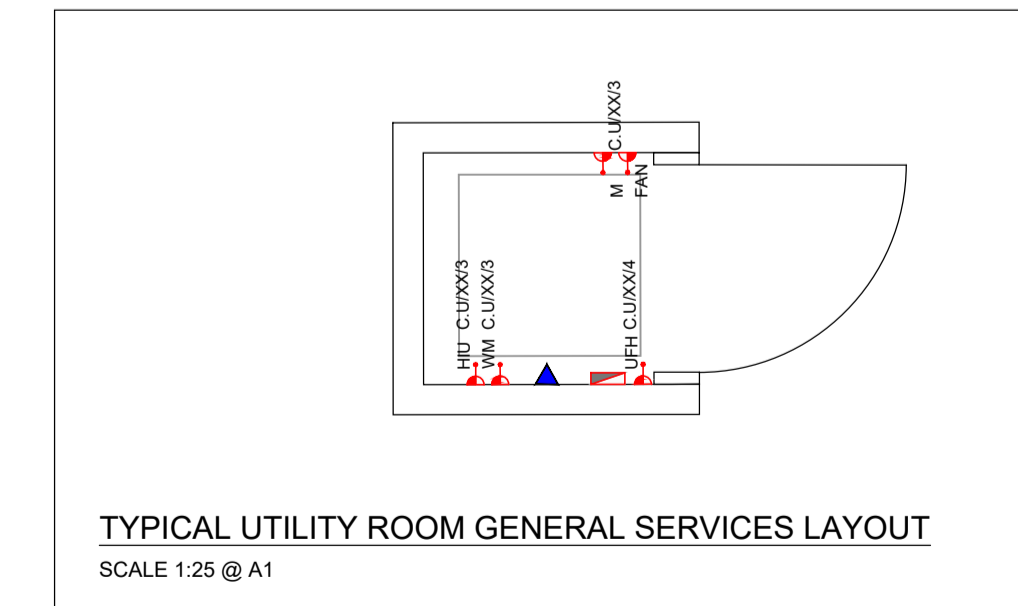 C.U/XX/3
M
FAN
HIU C.U/XX/3
WM C.U/XX/3
UFH C.U/XX/4
TYPICAL UTILITY ROOM GENERAL SERVICES LAYOUT
SCALE 1:25 @ A1